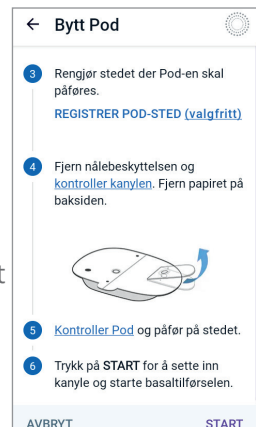 Bytt Pod
3 Rengjør stedet der Pod-en skal
påføres.
REGISTRER POD-STED (valgfritt)
4 Fjern nålebeskyttelsen og
kontroller kanylen. Fjern papiret på
baksiden.
5 Kontroller Pod og påfør på stedet.
6 Trykk på START for å sette inn
kanyle og starte basaltilførselen.
AVBRYT START